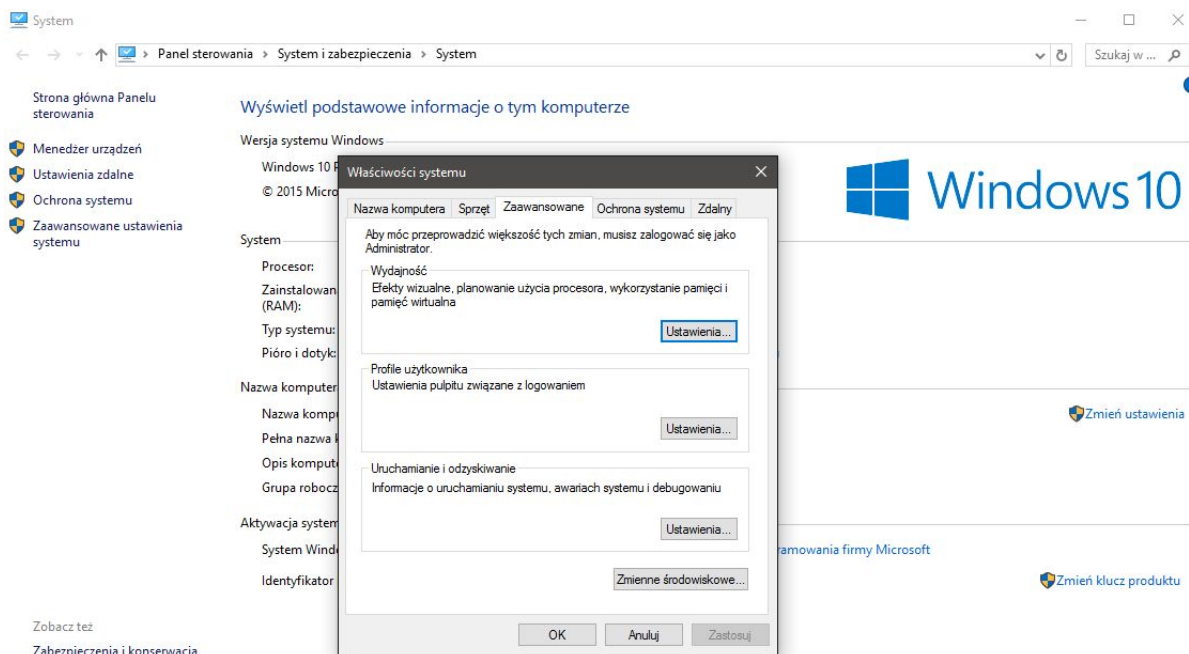 System
Panel sterowania > System i zabezpieczenia > System
Szukaj w ...
Strona główna Panelu
sterowania
Menedżer urządzeń
Ustawienia zdalne
Ochrona systemu
Zaawansowane ustawienia
systemu
Zobacz też
Zabezpieczenia i konserwacja
Wyświetl podstawowe informacje o tym komputerze
Wersja systemu Windows
Windows 10
© 2015 Micro
System
Procesor:
Zainstalowan
(RAM):
Typ systemu:
Pióro i dotyk:
Nazwa komputer
Nazwa komp
Pełna nazwa
Opis komput
Grupa robocz
Aktywacja system
System Wind
Identyfikator
Właściwości systemu
Nazwa komputera Sprzęt Zaawansowane Ochrona systemu Zdalny
Aby móc przeprowadzić większość tych zmian, musisz zalogować się jako
Administrator.
Wydajność
Efekty wizualne, planowanie użycia procesora, wykorzystanie pamięci i
pamięć wirtualna
Ustawienia...
Profile użytkownika
Ustawienia pulpitu związane z logowaniem
Ustawienia...
Uruchamianie i odzyskiwanie
Informacje o uruchamianiu systemu, awariach systemu i debugowaniu
Ustawienia...
Zmienne środowiskowe...
OK Anuluj Zastosuj
Windows 10
Zmień ustawienia
ramowania firmy Microsoft
Zmień klucz produktu